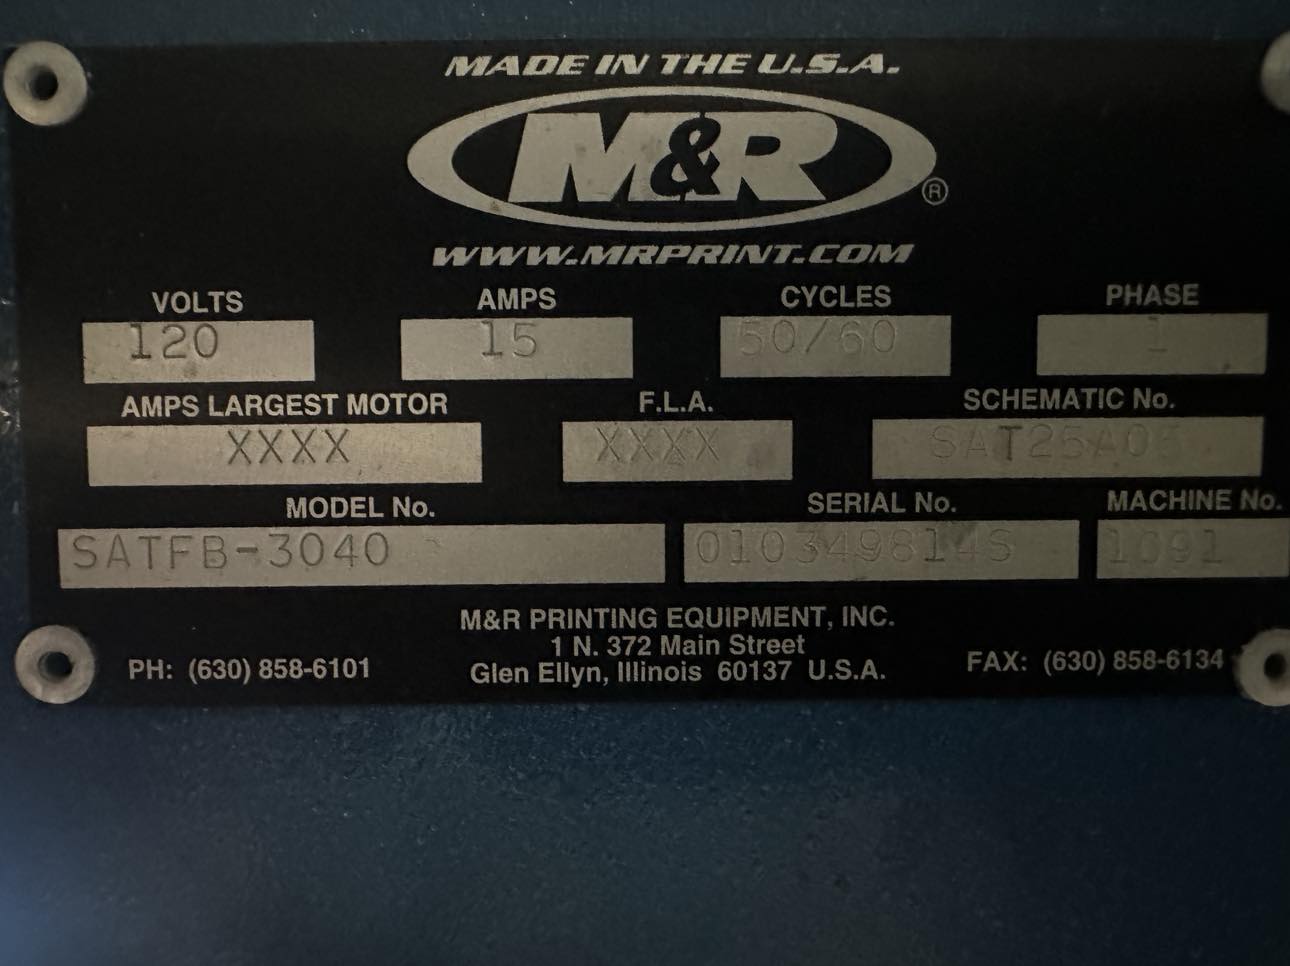 MADE IN THE U.S.A.
M&R®
WWW.MRPRINT.COM
VOLTS AMPS CYCLES PHASE
120 15 50/60 1
AMPS LARGEST MOTOR F.L.A. SCHEMATIC No.
XXXX XXXX
MODEL No. SERIAL No. MACHINE No.
SATFB-3040 010349814S 1091
M&R PRINTING EQUIPMENT, INC.
1 N. 372 Main Street
PH: (630) 858-6101 Glen Ellyn, Illinois 60137 U.S.A. FAX: (630) 858-6134